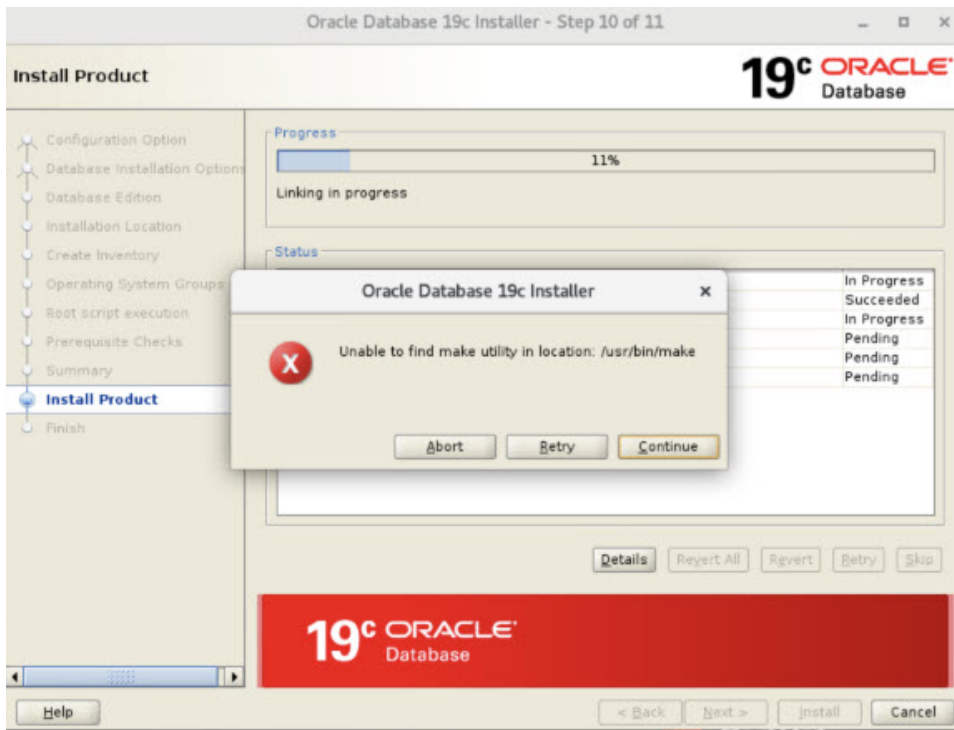 Oracle Database 19c Installer - Step 10 of 11
Install Product
19c ORACLE
Database
Configuration Option
Database Installation Options
Database Edition
Installation Location
Create Inventory
Operating System Groups
Root script execution
Prerequisite Checks
Summary
Install Product
Finish
Progress
11%
Linking in progress
Status
In Progress
Succeeded
In Progress
Pending
Pending
Pending
Oracle Database 19c Installer
Unable to find make utility in location: /usr/bin/make
Abort Retry Continue
Details Revert All Revert Retry Skip
19c ORACLE
Database
Help < Back Next > Install Cancel